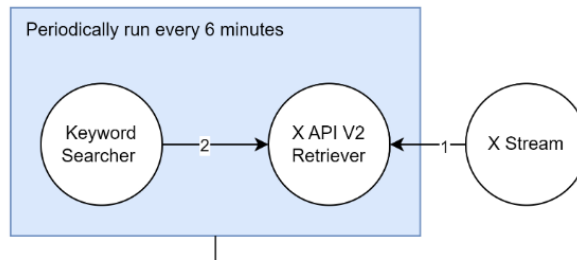 Periodically run every 6 minutes
Keyword
Searcher
2
X API V2
Retriever
1
X Stream